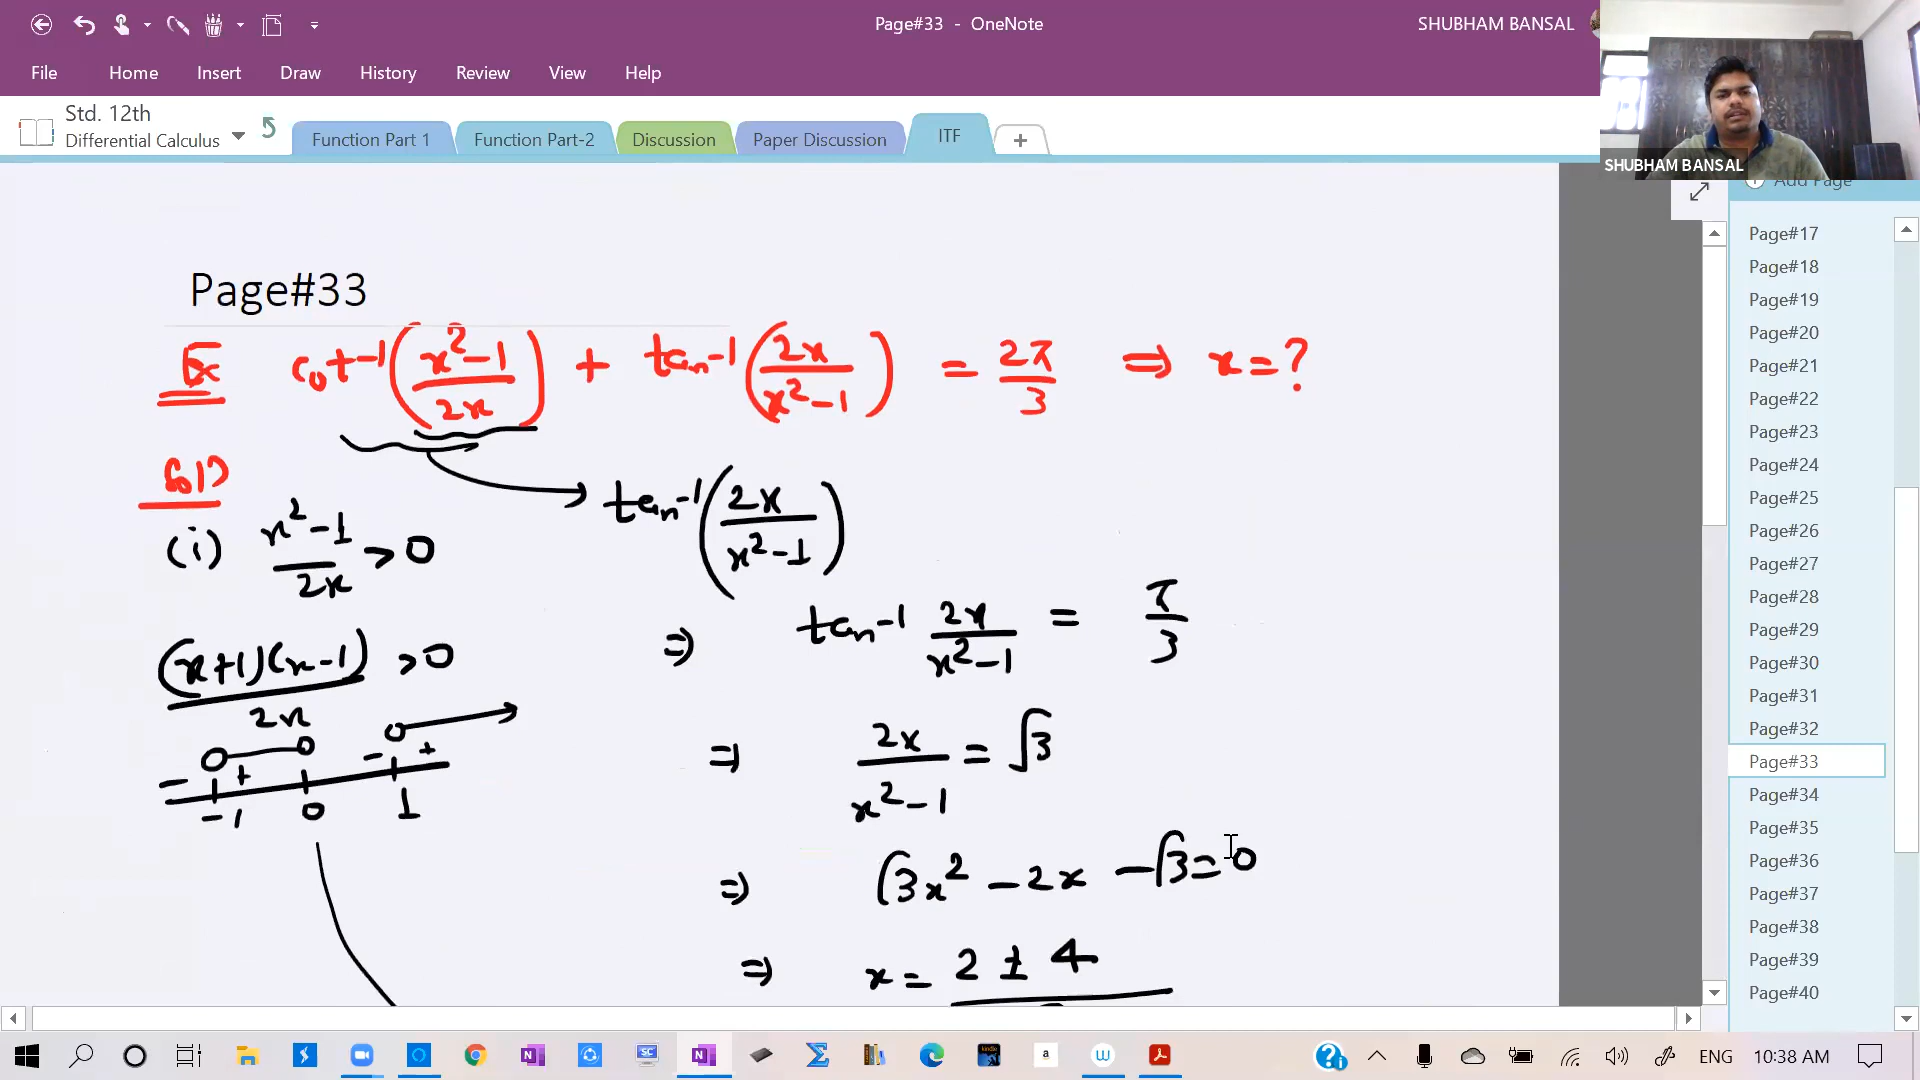 Page#33 - OneNote
SHUBHAM BANSAL
File Home Insert Draw History Review View Help
Std. 12th
Differential Calculus
Function Part 1 Function Part-2 Discussion Paper Discussion ITF +
SHUBHAM BANSAL
Add Page
Page#17
Page#18
Page#19
Page#20
Page#21
Page#22
Page#23
Page#24
Page#25
Page#26
Page#27
Page#28
Page#29
Page#30
Page#31
Page#32
Page#33
Page#34
Page#35
Page#36
Page#37
Page#38
Page#39
Page#40
Page#33
Ex cot⁻¹((x²-1)/(2x)) + tan⁻¹((2x)/(x²-1)) = 2π/3 ⇒ x = ?
Sol)
tan⁻¹((2x)/(x²-1))
(i) (x²-1)/(2x) > 0
⇒ tan⁻¹ (2x)/(x²-1) = π/3
((x+1)(x-1))/(2x) > 0
- + - +
-1 0 1
⇒ (2x)/(x²-1) = √3
⇒ √3x² - 2x - √3 = 0
⇒ x = 2 ± 4
ENG 10:38 AM